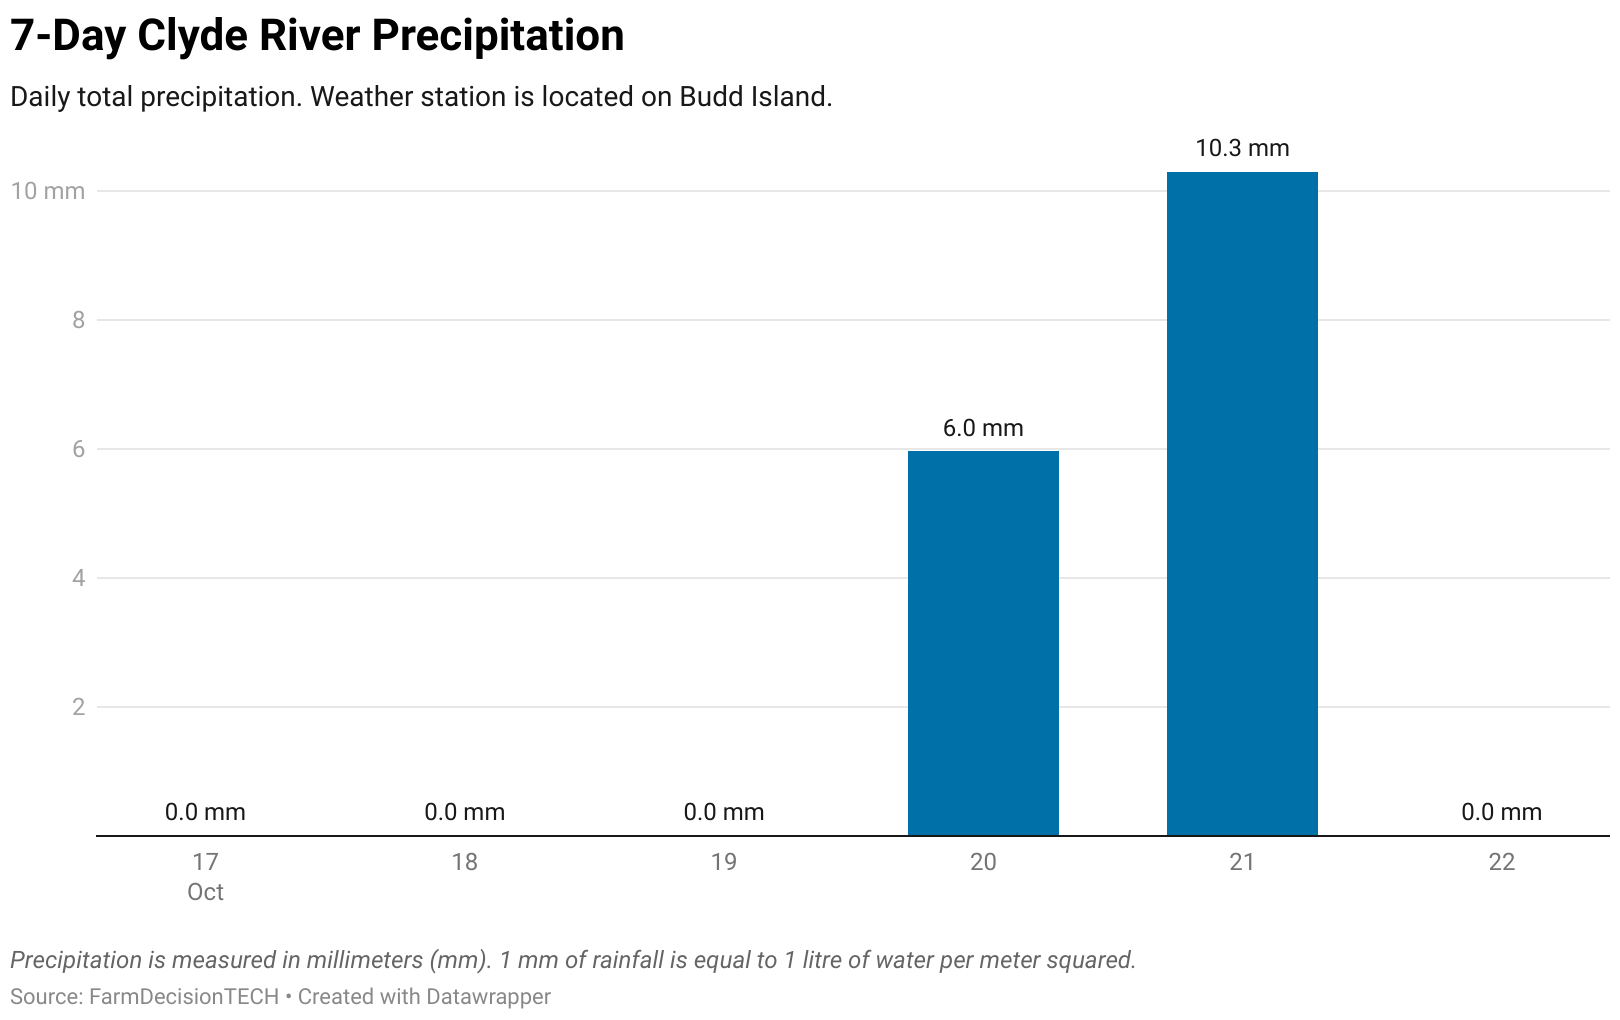 7-Day Clyde River Precipitation
Daily total precipitation. Weather station is located on Budd Island.
10.3 mm
10 mm
8
6.0 mm
6
4
2
0.0 mm 0.0 mm 0.0 mm 0.0 mm
17 18 19 20 21 22
Oct
Precipitation is measured in millimeters (mm). 1 mm of rainfall is equal to 1 litre of water per meter squared.
Source: FarmDecisionTECH • Created with Datawrapper